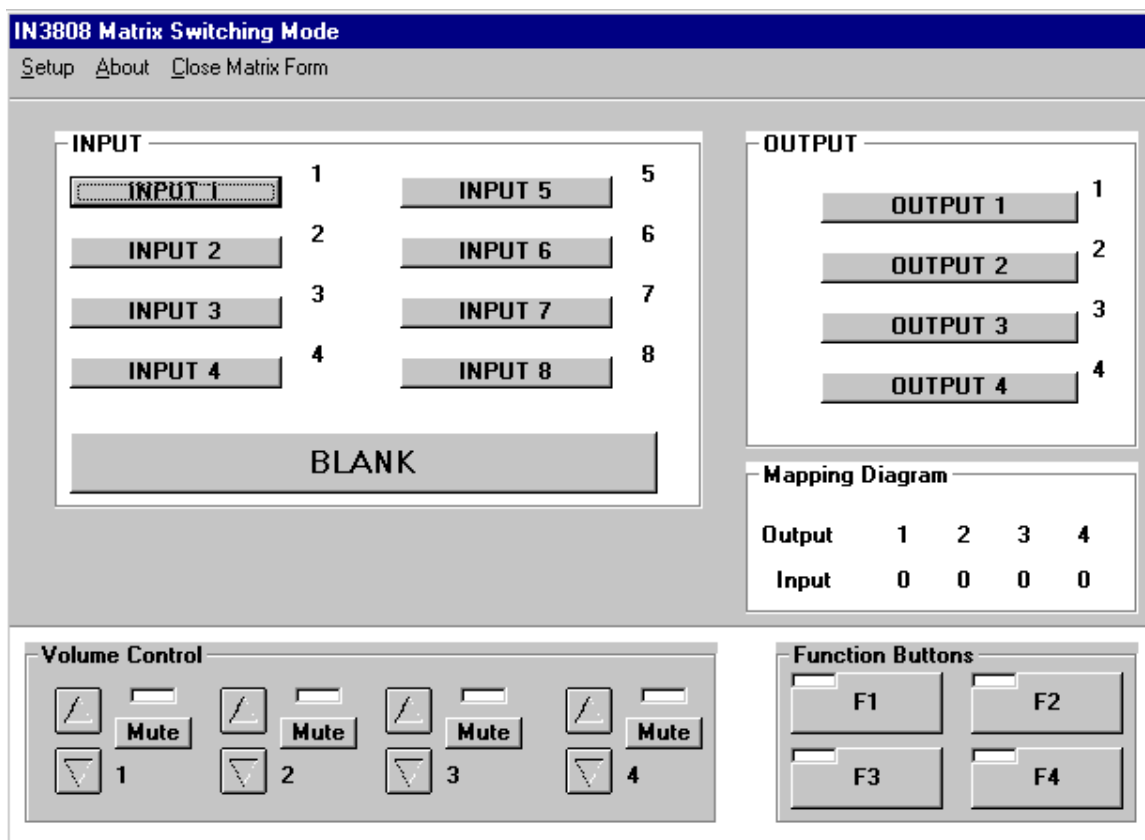 IN3808 Matrix Switching Mode
Setup About Close Matrix Form
INPUT
INPUT 1 1 INPUT 5 5
INPUT 2 2 INPUT 6 6
INPUT 3 3 INPUT 7 7
INPUT 4 4 INPUT 8 8
BLANK
OUTPUT
OUTPUT 1 1
OUTPUT 2 2
OUTPUT 3 3
OUTPUT 4 4
Mapping Diagram
Output 1 2 3 4
Input 0 0 0 0
Volume Control
Mute Mute Mute Mute
1 2 3 4
Function Buttons
F1 F2
F3 F4